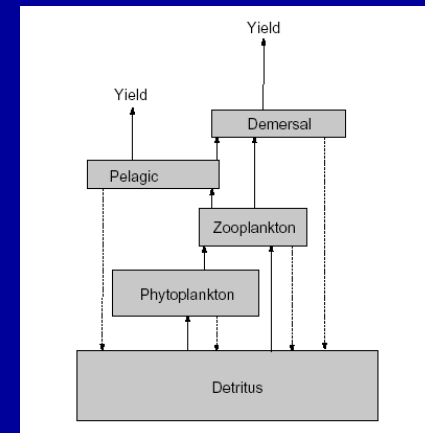 Yield
Yield
Demersal
Pelagic
Zooplankton
Phytoplankton
Detritus